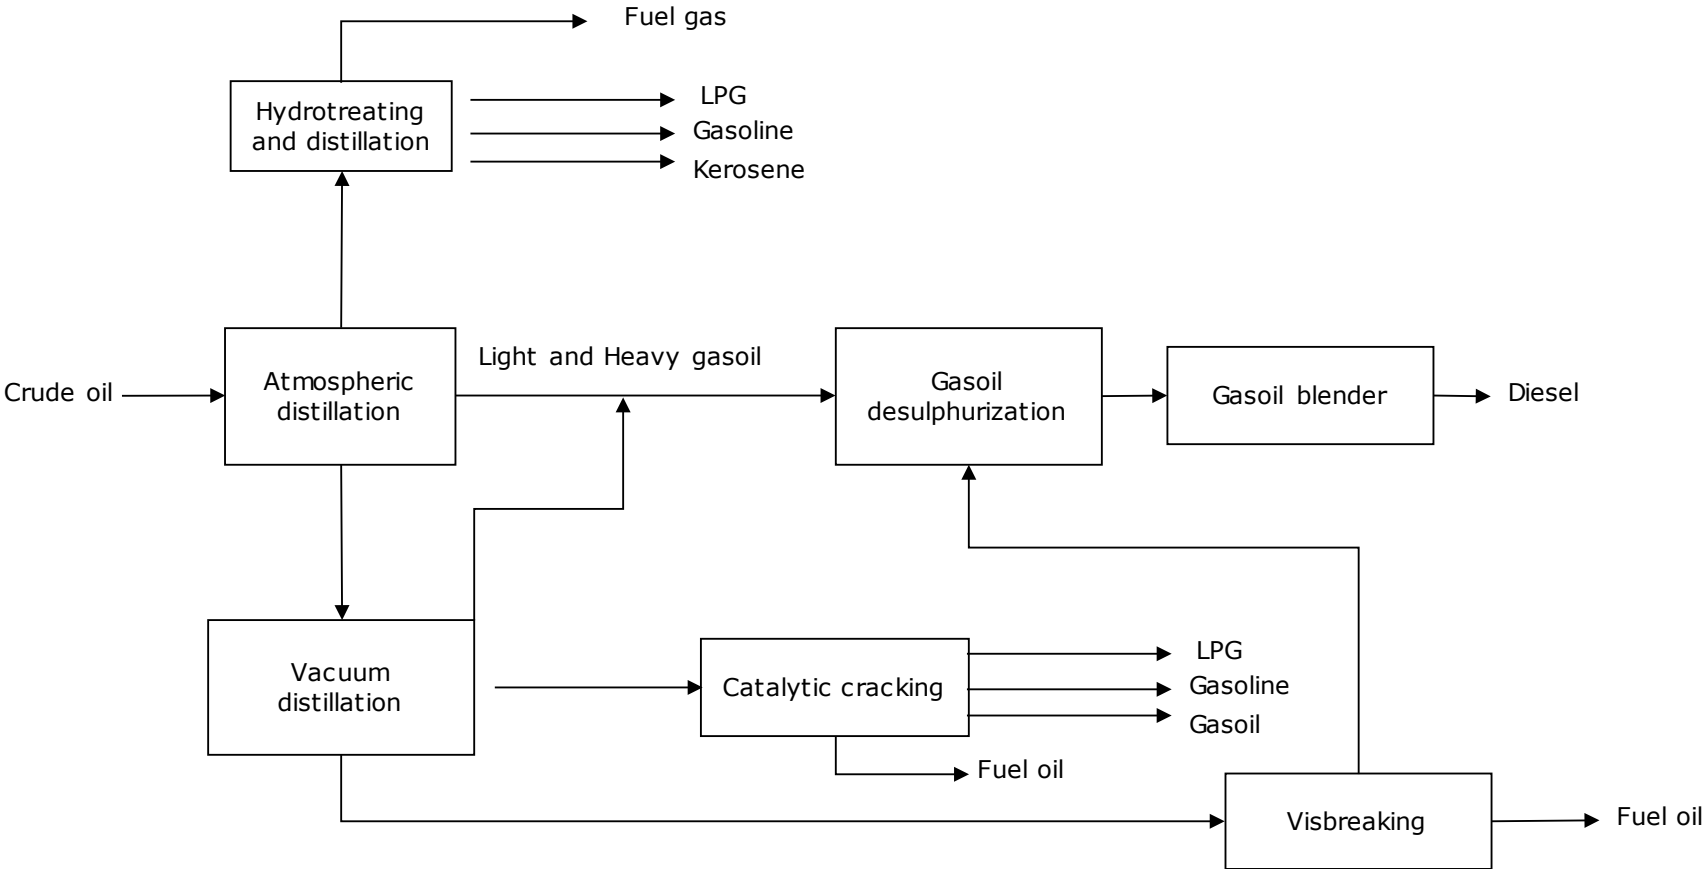 Fuel gas
Hydrotreating
and distillation
LPG
Gasoline
Kerosene
Light and Heavy gasoil
Crude oil
Atmospheric
distillation
Gasoil
desulphurization
Gasoil blender
Diesel
Vacuum
distillation
Catalytic cracking
LPG
Gasoline
Gasoil
Fuel oil
Visbreaking
Fuel oil